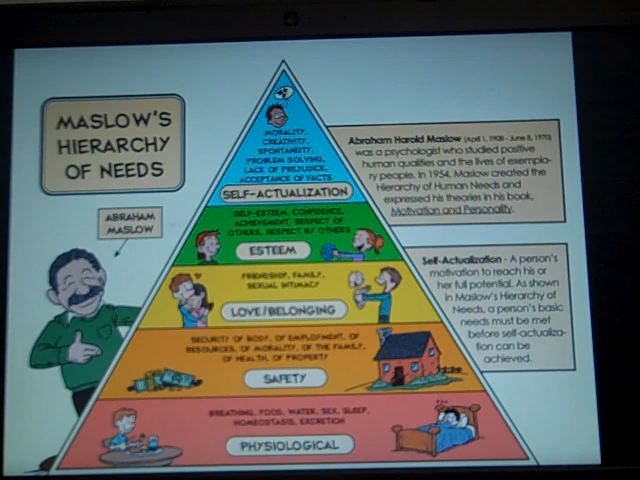 MASLOW'S
HIERARCHY
OF NEEDS
ABRAHAM
MASLOW
MORALITY,
CREATIVITY,
SPONTANEITY,
PROBLEM SOLVING,
LACK OF PREJUDICE,
ACCEPTANCE OF FACTS
SELF-ACTUALIZATION
SELF-ESTEEM, CONFIDENCE,
ACHIEVEMENT, RESPECT OF
OTHERS, RESPECT BY OTHERS
ESTEEM
FRIENDSHIP, FAMILY,
SEXUAL INTIMACY
LOVE/BELONGING
SECURITY OF BODY, OF EMPLOYMENT, OF
RESOURCES, OF MORALITY, OF THE FAMILY,
OF HEALTH, OF PROPERTY
SAFETY
BREATHING, FOOD, WATER, SEX, SLEEP,
HOMEOSTASIS, EXCRETION
PHYSIOLOGICAL
Abraham Harold Maslow (April 1, 1908 - June 8, 1970)
was a psychologist who studied positive
human qualities and the lives of exempla-
ry people. In 1954, Maslow created the
Hierarchy of Human Needs and
expressed his theories in his book,
Motivation and Personality.
Self-Actualization - A person's
motivation to reach his or
her full potential. As shown
in Maslow's Hierarchy of
Needs, a person's basic
needs must be met
before self-actualiza-
tion can be
achieved.